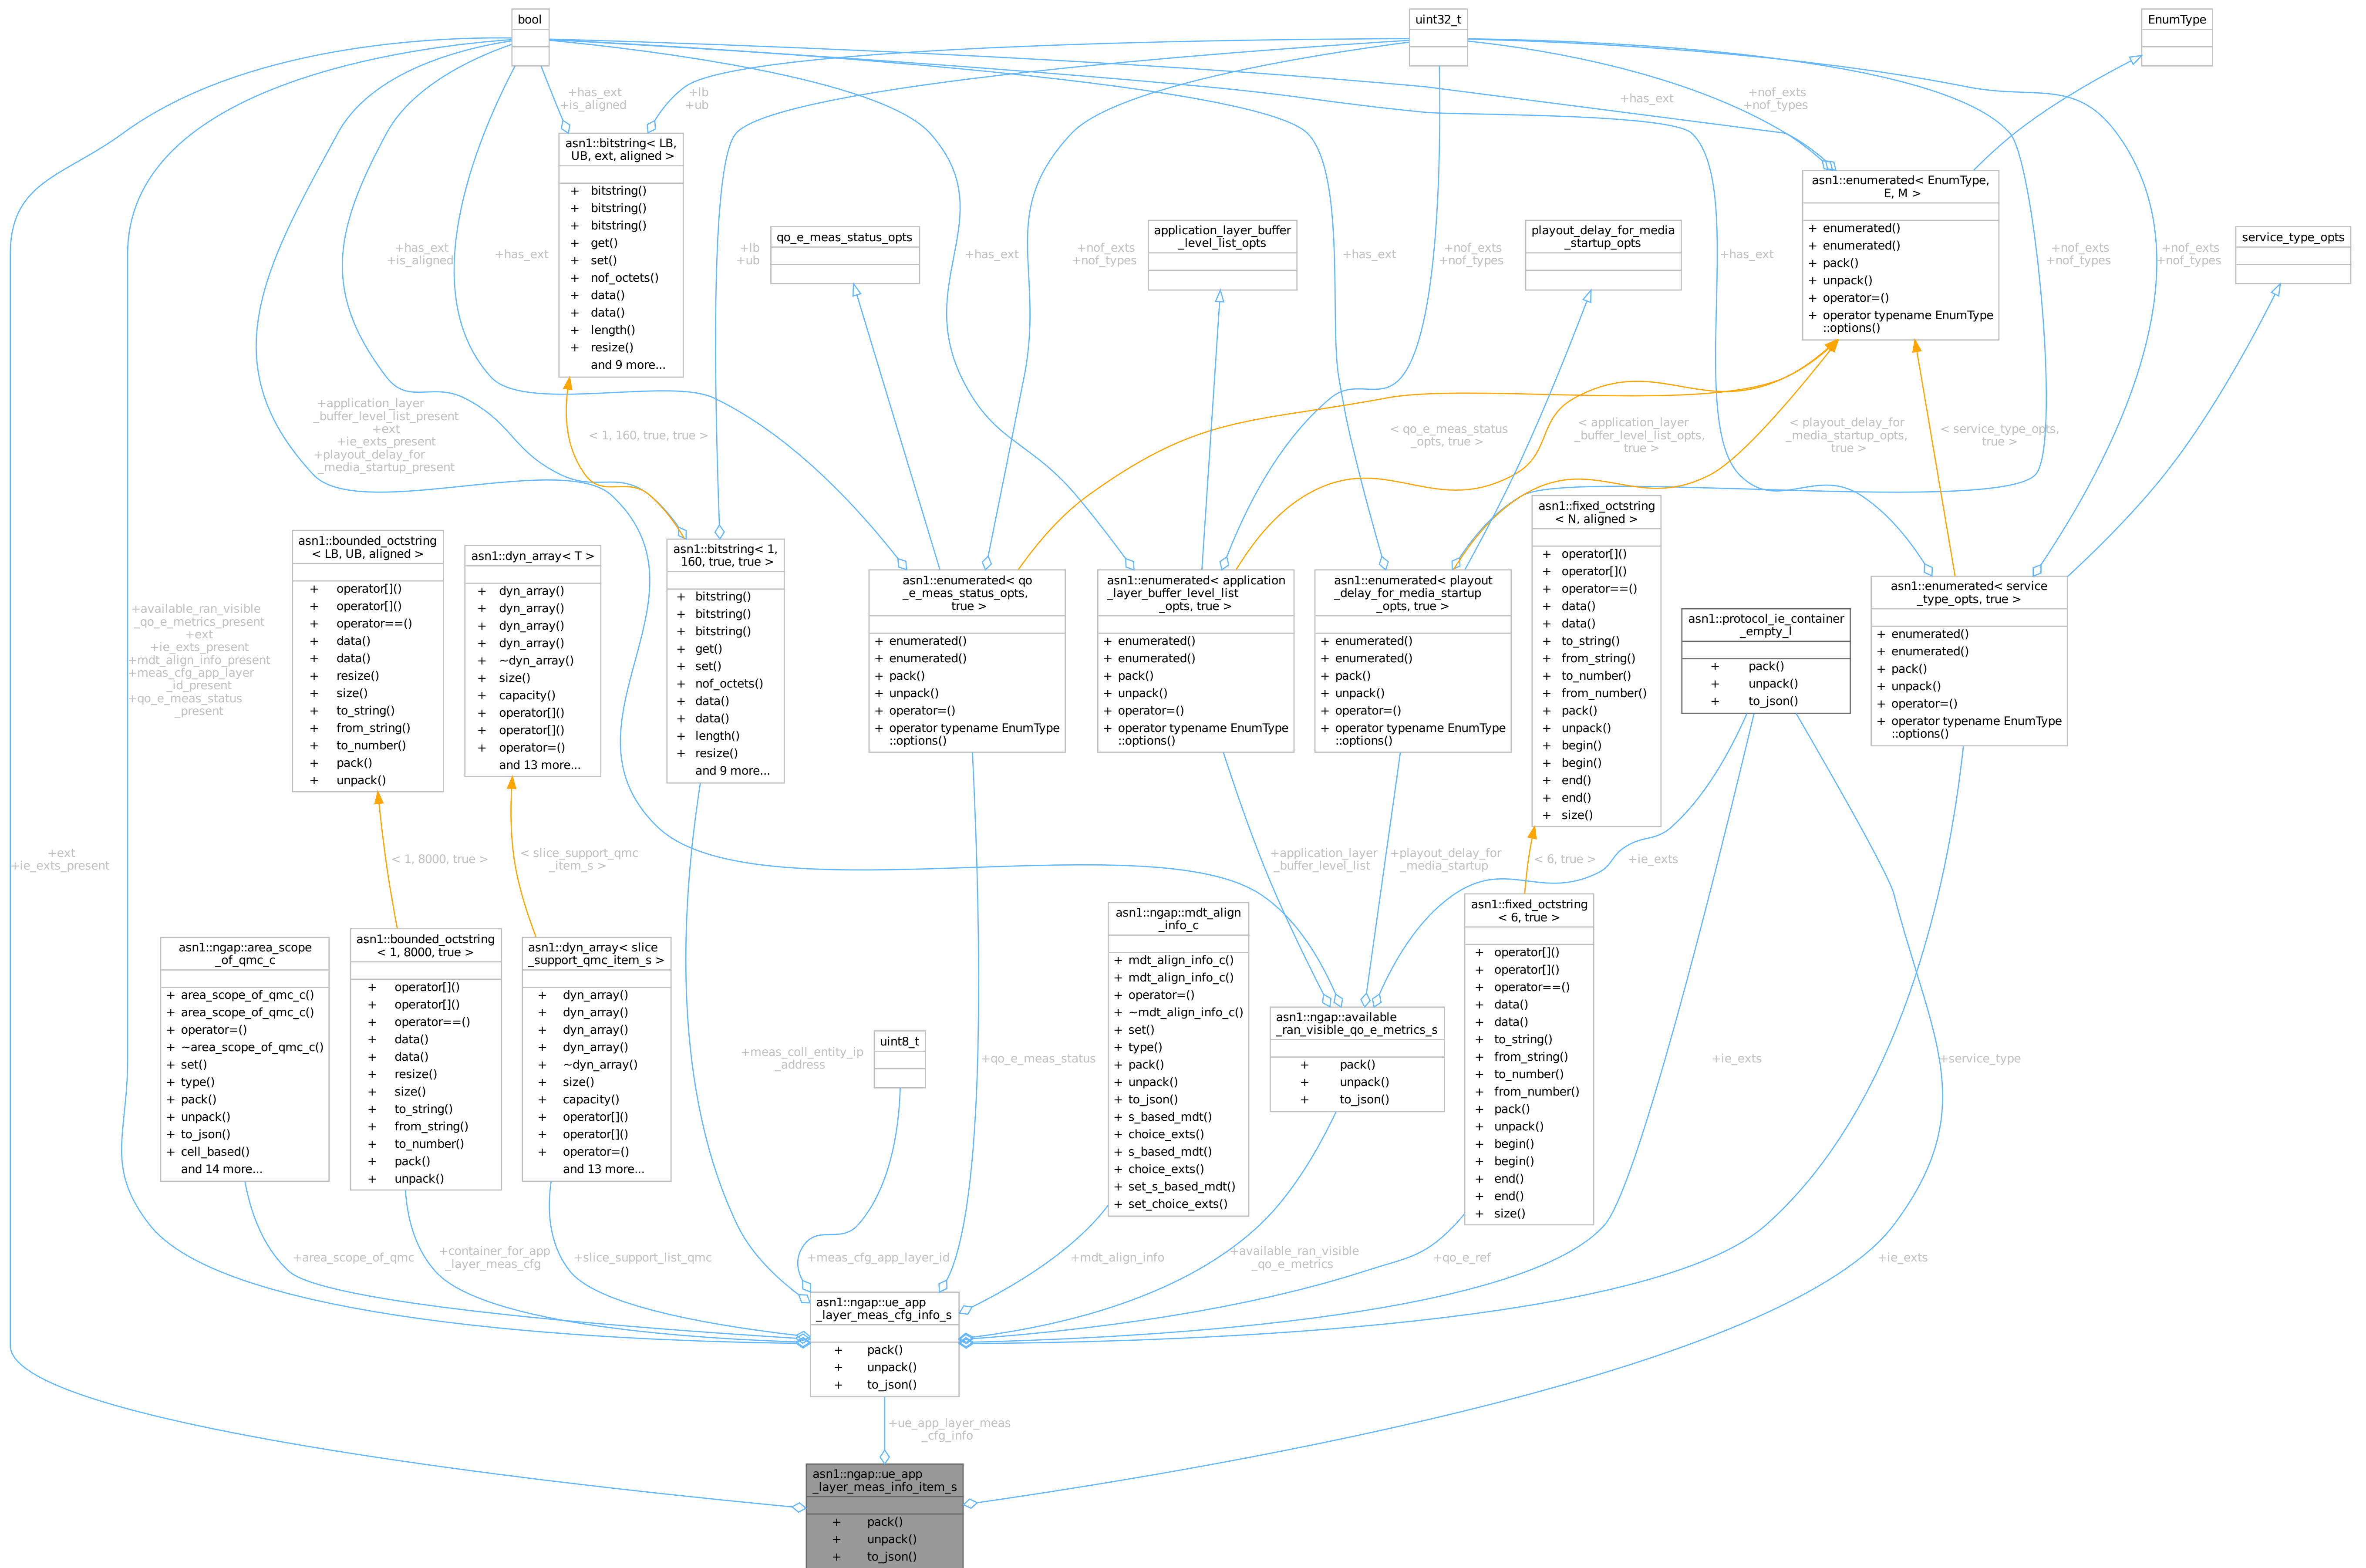 bool
uint32_t
EnumType
+has_ext
+is_aligned
+lb
+ub
+has_ext
+nof_exts
+nof_types
asn1::bitstring< LB,
UB, ext, aligned >
+ bitstring()
+ bitstring()
+ bitstring()
+ get()
+ set()
+ nof_octets()
+ data()
+ data()
+ length()
+ resize()
and 9 more...
asn1::enumerated< EnumType,
E, M >
+ enumerated()
+ enumerated()
+ pack()
+ unpack()
+ operator=()
+ operator typename EnumType
::options()
qo_e_meas_status_opts
application_layer_buffer
_level_list_opts
playout_delay_for_media
_startup_opts
service_type_opts
+has_ext
+is_aligned
+has_ext
+lb
+ub
+has_ext
+nof_exts
+nof_types
+has_ext
+nof_exts
+nof_types
+has_ext
+nof_exts
+nof_types
+nof_exts
+nof_types
+application_layer
_buffer_level_list_present
+ext
+ie_exts_present
+playout_delay_for
_media_startup_present
< 1, 160, true, true >
< qo_e_meas_status
_opts, true >
< application_layer
_buffer_level_list_opts,
true >
< playout_delay_for
_media_startup_opts,
true >
< service_type_opts,
true >
asn1::bounded_octstring
< LB, UB, aligned >
+ operator[]()
+ operator[]()
+ operator==()
+ data()
+ data()
+ resize()
+ size()
+ to_string()
+ from_string()
+ to_number()
+ pack()
+ unpack()
asn1::dyn_array< T >
+ dyn_array()
+ dyn_array()
+ dyn_array()
+ dyn_array()
+ ~dyn_array()
+ size()
+ capacity()
+ operator[]()
+ operator[]()
+ operator=()
and 13 more...
asn1::bitstring< 1,
160, true, true >
+ bitstring()
+ bitstring()
+ bitstring()
+ get()
+ set()
+ nof_octets()
+ data()
+ data()
+ length()
+ resize()
and 9 more...
asn1::enumerated< qo
_e_meas_status_opts,
true >
+ enumerated()
+ enumerated()
+ pack()
+ unpack()
+ operator=()
+ operator typename EnumType
::options()
asn1::enumerated< application
_layer_buffer_level_list
_opts, true >
+ enumerated()
+ enumerated()
+ pack()
+ unpack()
+ operator=()
+ operator typename EnumType
::options()
asn1::enumerated< playout
_delay_for_media_startup
_opts, true >
+ enumerated()
+ enumerated()
+ pack()
+ unpack()
+ operator=()
+ operator typename EnumType
::options()
asn1::fixed_octstring
< N, aligned >
+ operator[]()
+ operator[]()
+ operator==()
+ data()
+ data()
+ to_string()
+ from_string()
+ to_number()
+ from_number()
+ pack()
+ unpack()
+ begin()
+ begin()
+ end()
+ end()
+ size()
asn1::protocol_ie_container
_empty_l
+ pack()
+ unpack()
+ to_json()
asn1::enumerated< service
_type_opts, true >
+ enumerated()
+ enumerated()
+ pack()
+ unpack()
+ operator=()
+ operator typename EnumType
::options()
+available_ran_visible
_qo_e_metrics_present
+ext
+ie_exts_present
+mdt_align_info_present
+meas_cfg_app_layer
_id_present
+qo_e_meas_status
_present
+ext
+ie_exts_present
< 1, 8000, true >
< slice_support_qmc
_item_s >
+application_layer
_buffer_level_list
+playout_delay_for
_media_startup
< 6, true >
+ie_exts
asn1::ngap::area_scope
_of_qmc_c
+ area_scope_of_qmc_c()
+ area_scope_of_qmc_c()
+ operator=()
+ ~area_scope_of_qmc_c()
+ set()
+ type()
+ pack()
+ unpack()
+ to_json()
+ cell_based()
and 14 more...
asn1::bounded_octstring
< 1, 8000, true >
+ operator[]()
+ operator[]()
+ operator==()
+ data()
+ data()
+ resize()
+ size()
+ to_string()
+ from_string()
+ to_number()
+ pack()
+ unpack()
asn1::dyn_array< slice
_support_qmc_item_s >
+ dyn_array()
+ dyn_array()
+ dyn_array()
+ dyn_array()
+ ~dyn_array()
+ size()
+ capacity()
+ operator[]()
+ operator[]()
+ operator=()
and 13 more...
+meas_coll_entity_ip
_address
uint8_t
+qo_e_meas_status
asn1::ngap::mdt_align
_info_c
+ mdt_align_info_c()
+ mdt_align_info_c()
+ operator=()
+ ~mdt_align_info_c()
+ set()
+ type()
+ pack()
+ unpack()
+ to_json()
+ s_based_mdt()
+ choice_exts()
+ s_based_mdt()
+ choice_exts()
+ set_s_based_mdt()
+ set_choice_exts()
asn1::ngap::available
_ran_visible_qo_e_metrics_s
+ pack()
+ unpack()
+ to_json()
asn1::fixed_octstring
< 6, true >
+ operator[]()
+ operator[]()
+ operator==()
+ data()
+ data()
+ to_string()
+ from_string()
+ to_number()
+ from_number()
+ pack()
+ unpack()
+ begin()
+ begin()
+ end()
+ end()
+ size()
+ie_exts
+service_type
+area_scope_of_qmc
+container_for_app
_layer_meas_cfg
+slice_support_list_qmc
+meas_cfg_app_layer_id
+mdt_align_info
+available_ran_visible
_qo_e_metrics
+qo_e_ref
+ie_exts
asn1::ngap::ue_app
_layer_meas_cfg_info_s
+ pack()
+ unpack()
+ to_json()
+ue_app_layer_meas
_cfg_info
asn1::ngap::ue_app
_layer_meas_info_item_s
+ pack()
+ unpack()
+ to_json()